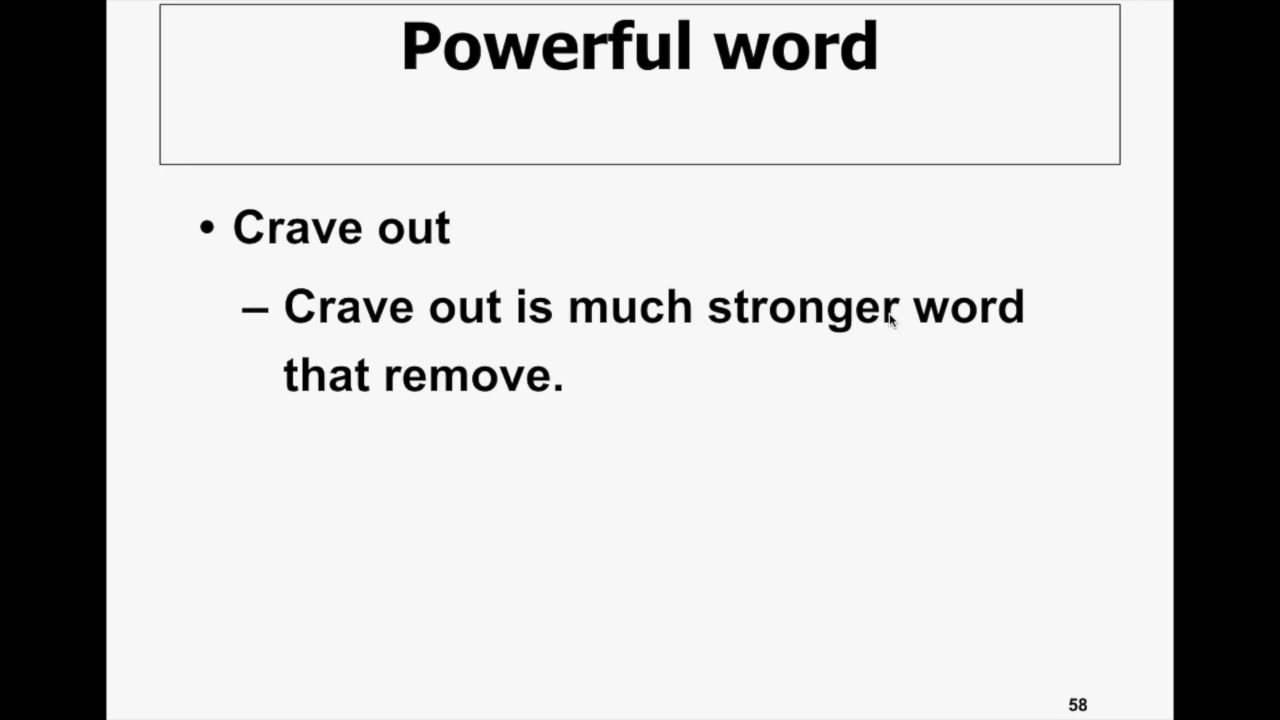 Powerful word
• Crave out
– Crave out is much stronger word
that remove.
58